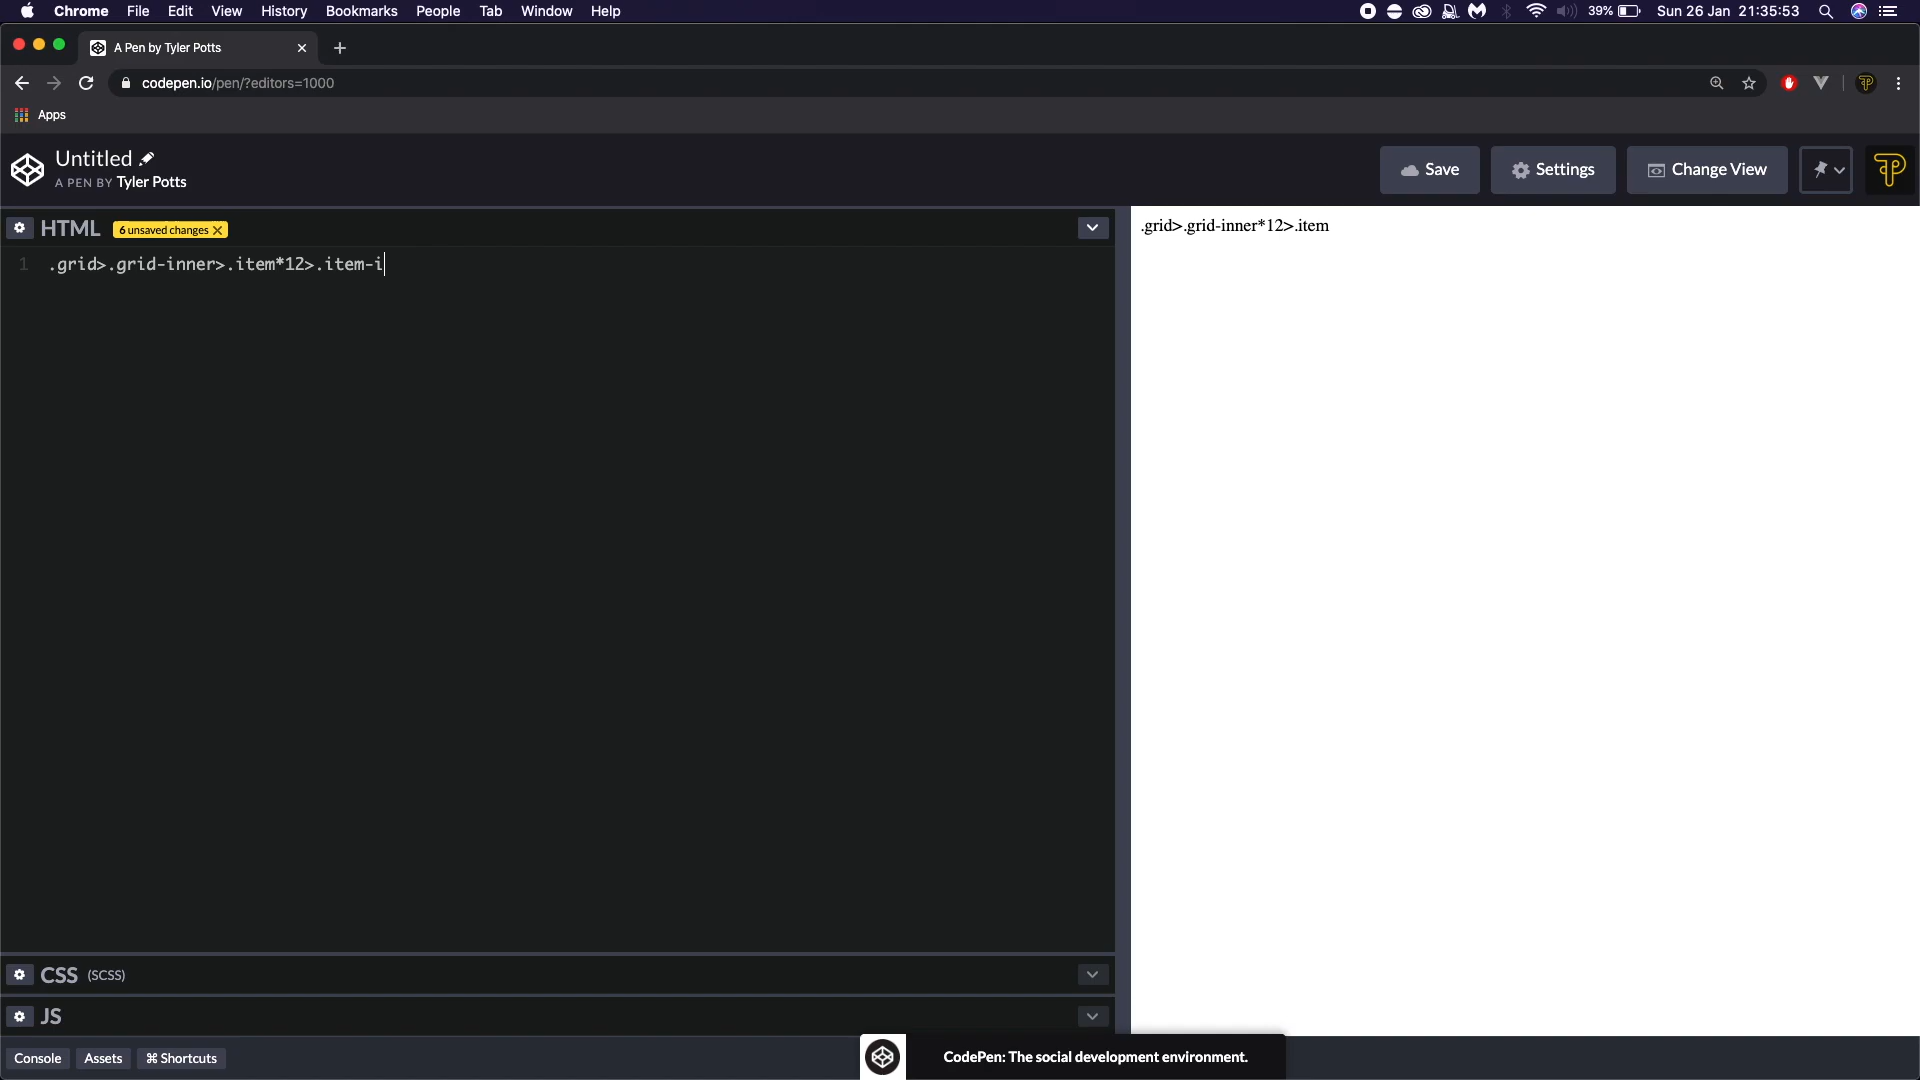 Chrome File Edit View History Bookmarks People Tab Window Help 39% Sun 26 Jan 21:35:53
A Pen by Tyler Potts
codepen.io/pen/?editors=1000
Apps
Untitled
A PEN BY Tyler Potts
Save Settings Change View
HTML 6 unsaved changes
1 .grid>.grid-inner>.item*12>.item-i
.grid>.grid-inner*12>.item
CSS (SCSS)
JS
Console Assets ⌘ Shortcuts
CodePen: The social development environment.